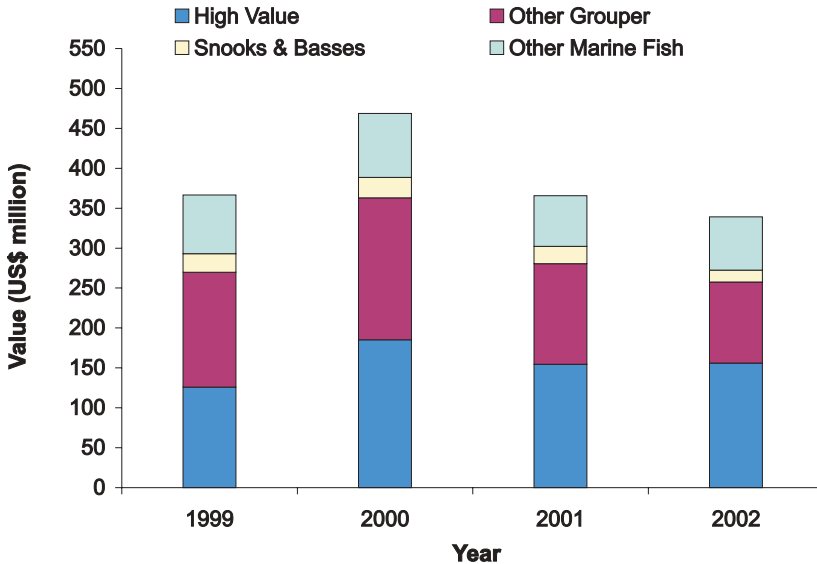 High Value
Other Grouper
Snooks & Basses
Other Marine Fish
550
500
450
400
350
300
250
200
150
100
50
0
Value (US$ million)
1999
2000
2001
2002
Year